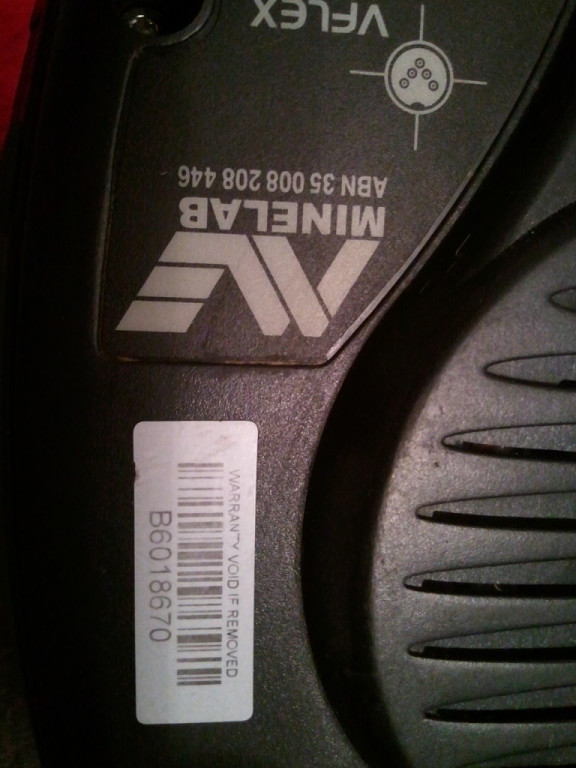 VFLEX
ABN 35 008 208 446
MINELAB
WARRANTY VOID IF REMOVED
B6018670